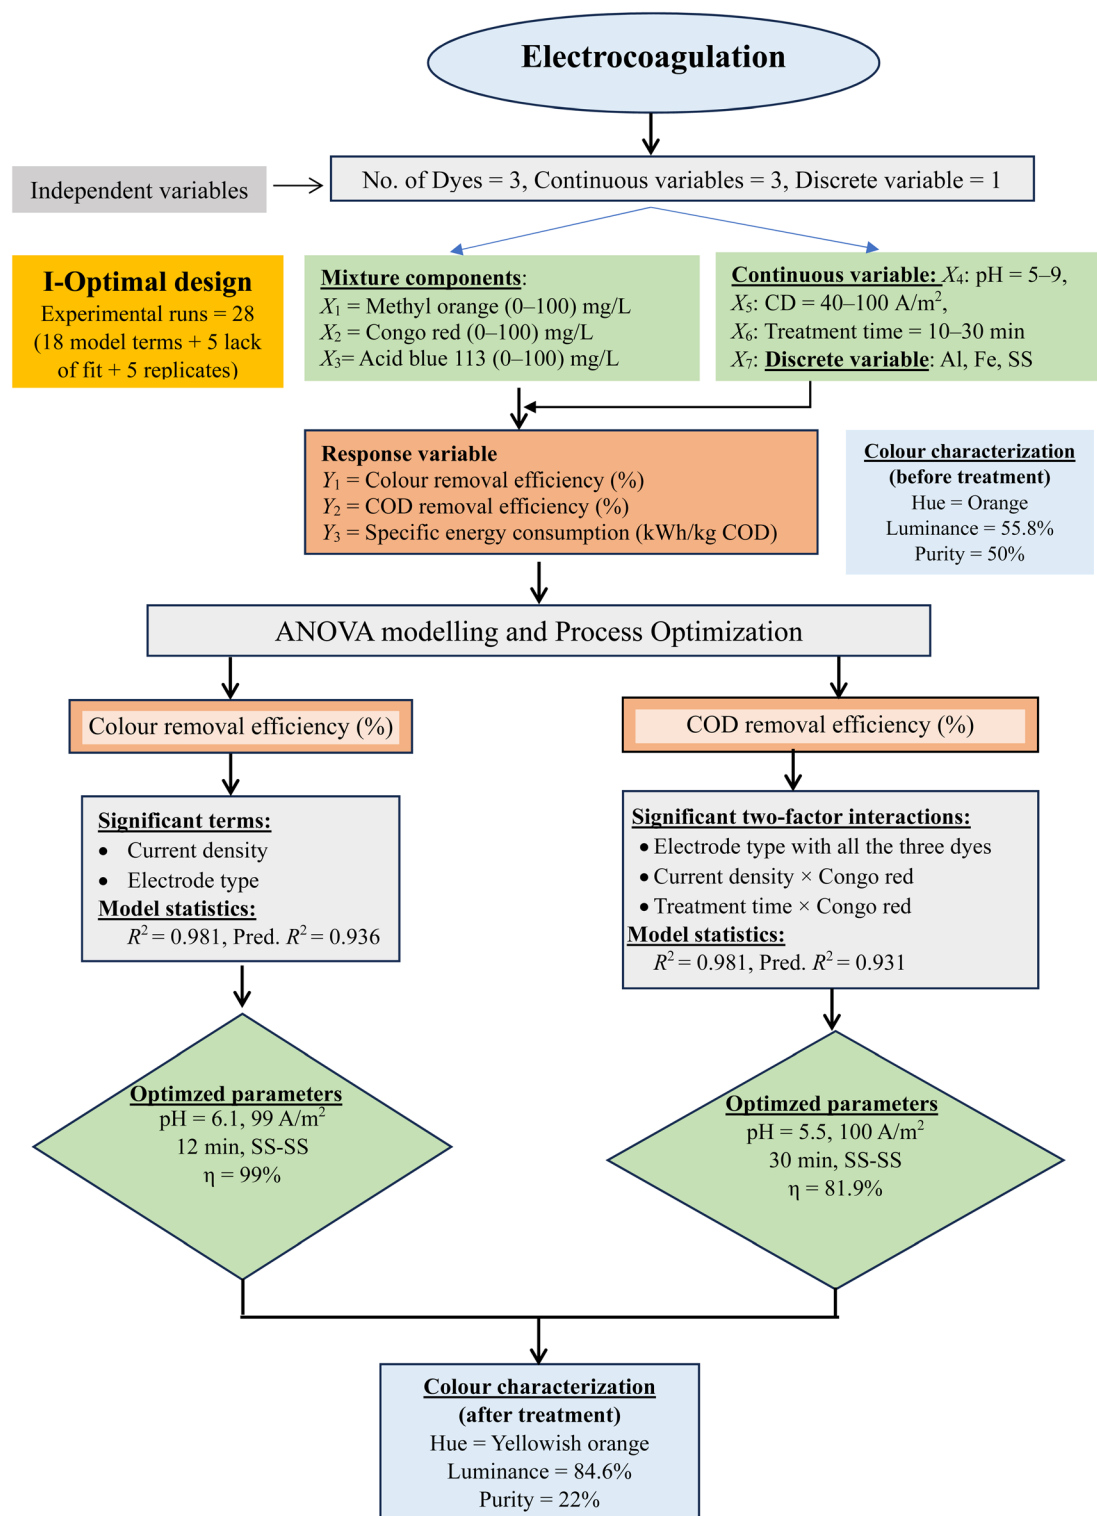 Electrocoagulation
Independent variables
No. of Dyes = 3, Continuous variables = 3, Discrete variable = 1
I-Optimal design
Experimental runs = 28
(18 model terms + 5 lack
of fit + 5 replicates)
Mixture components:
X₁ = Methyl orange (0–100) mg/L
X₂ = Congo red (0–100) mg/L
X₃= Acid blue 113 (0–100) mg/L
Continuous variable: X₄: pH = 5–9,
X₅: CD = 40–100 A/m²,
X₆: Treatment time = 10–30 min
X₇: Discrete variable: Al, Fe, SS
Response variable
Y₁ = Colour removal efficiency (%)
Y₂ = COD removal efficiency (%)
Y₃ = Specific energy consumption (kWh/kg COD)
Colour characterization
(before treatment)
Hue = Orange
Luminance = 55.8%
Purity = 50%
ANOVA modelling and Process Optimization
Colour removal efficiency (%)
COD removal efficiency (%)
Significant terms:
• Current density
• Electrode type
Model statistics:
R² = 0.981, Pred. R² = 0.936
Significant two-factor interactions:
• Electrode type with all the three dyes
• Current density × Congo red
• Treatment time × Congo red
Model statistics:
R² = 0.981, Pred. R² = 0.931
Optimzed parameters
pH = 6.1, 99 A/m²
12 min, SS-SS
η = 99%
Optimzed parameters
pH = 5.5, 100 A/m²
30 min, SS-SS
η = 81.9%
Colour characterization
(after treatment)
Hue = Yellowish orange
Luminance = 84.6%
Purity = 22%